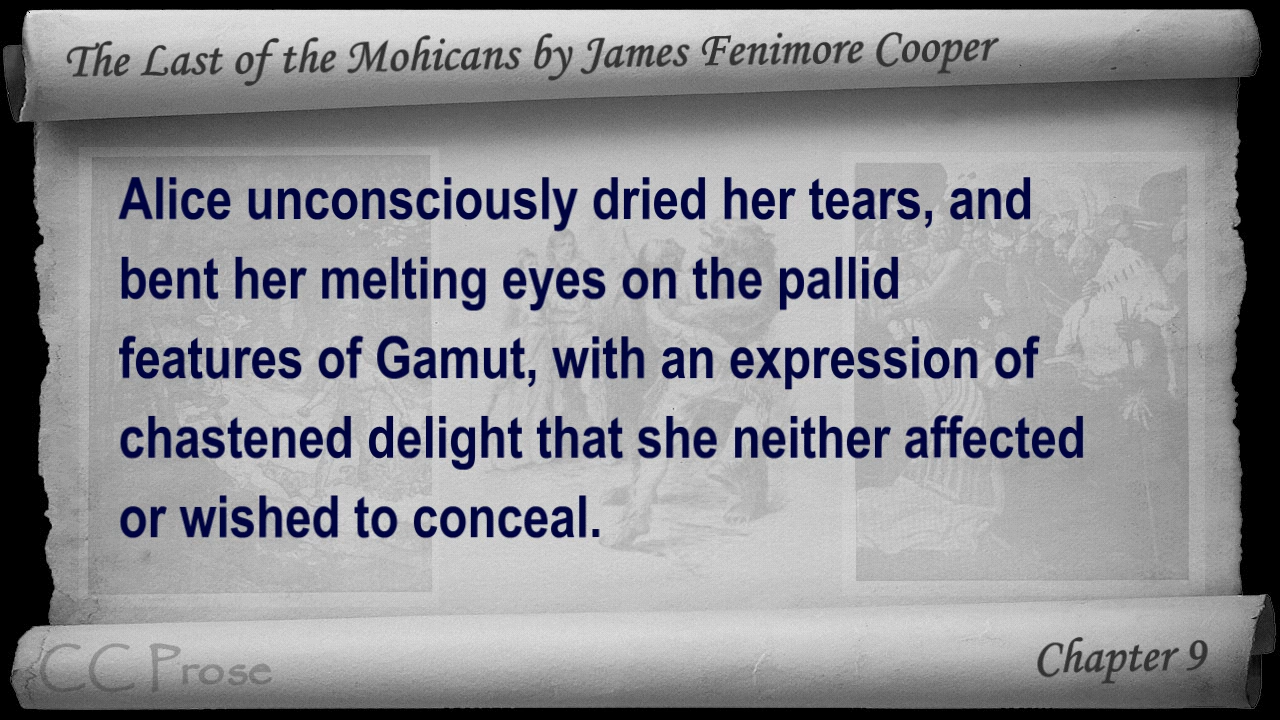 The Last of the Mohicans by James Fenimore Cooper
Alice unconsciously dried her tears, and
bent her melting eyes on the pallid
features of Gamut, with an expression of
chastened delight that she neither affected
or wished to conceal.
CC Prose
Chapter 9